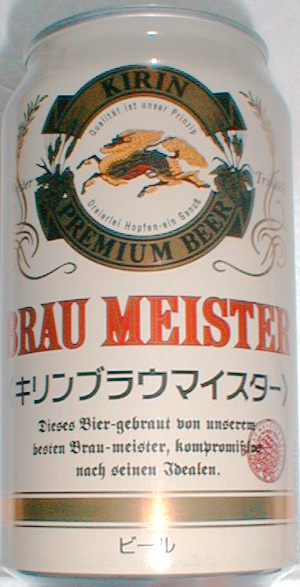 KIRIN
Qualität ist unser Prinzip
Dreierlei Hopfen-ein Genuß
PREMIUM BEER
BRAU MEISTER
〈キリンブラウマイスター〉
Dieses Bier-gebraut von unserem
besten Brau-meister, kompromißlos
nach seinen Idealen.
ビール